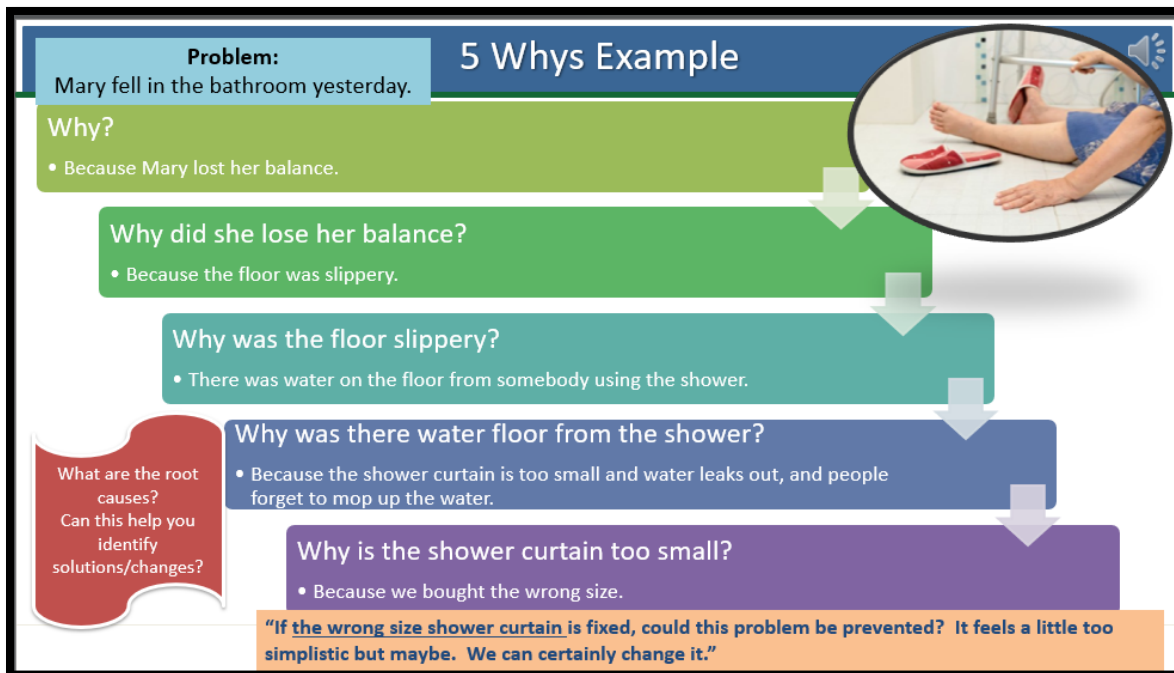 5 Whys Example
Problem:
Mary fell in the bathroom yesterday.
Why?
• Because Mary lost her balance.
Why did she lose her balance?
• Because the floor was slippery.
Why was the floor slippery?
• There was water on the floor from somebody using the shower.
Why was there water floor from the shower?
• Because the shower curtain is too small and water leaks out, and people
forget to mop up the water.
Why is the shower curtain too small?
• Because we bought the wrong size.
What are the root
causes?
Can this help you
identify
solutions/changes?
“If the wrong size shower curtain is fixed, could this problem be prevented?  It feels a little too
simplistic but maybe.  We can certainly change it.”